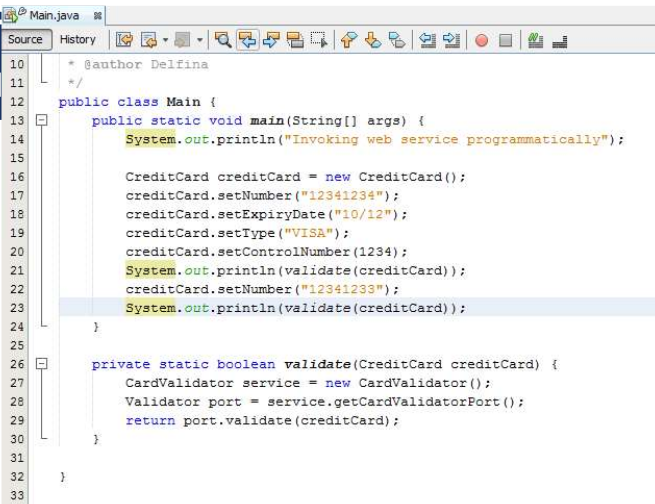 Main.java
Source History
10 * @author Delfina
11 */
12 public class Main {
13 public static void main(String[] args) {
14 System.out.println("Invoking web service programmatically");
15
16 CreditCard creditCard = new CreditCard();
17 creditCard.setNumber("12341234");
18 creditCard.setExpiryDate("10/12");
19 creditCard.setType("VISA");
20 creditCard.setControlNumber(1234);
21 System.out.println(validate(creditCard));
22 creditCard.setNumber("12341233");
23 System.out.println(validate(creditCard));
24 }
25
26 private static boolean validate(CreditCard creditCard) {
27 CardValidator service = new CardValidator();
28 Validator port = service.getCardValidatorPort();
29 return port.validate(creditCard);
30 }
31
32 }
33